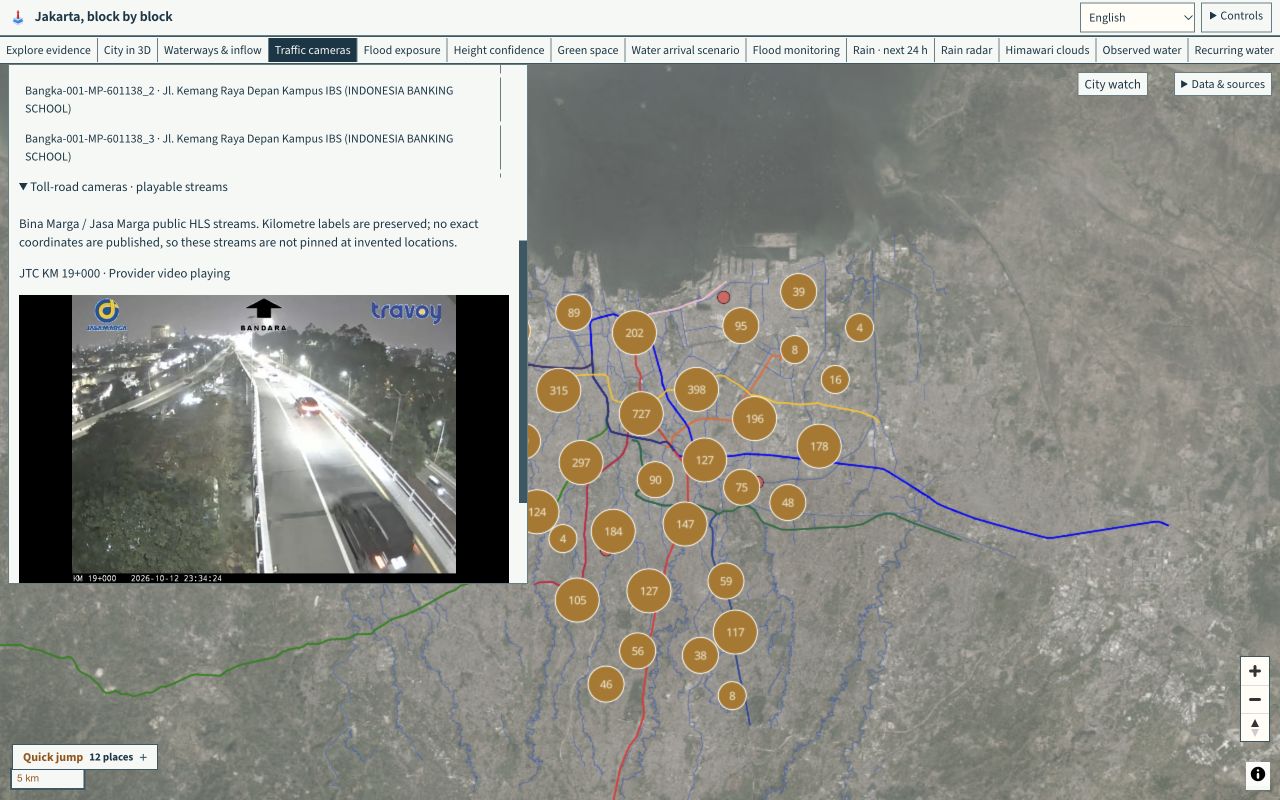 Jakarta, block by block
English
Controls
Explore evidence
City in 3D
Waterways & inflow
Traffic cameras
Flood exposure
Height confidence
Green space
Water arrival scenario
Flood monitoring
Rain · next 24 h
Rain radar
Himawari clouds
Observed water
Recurring water
City watch
Data & sources
Bangka-001-MP-601138_2 · Jl. Kemang Raya Depan Kampus IBS (INDONESIA BANKING
SCHOOL)
Bangka-001-MP-601138_3 · Jl. Kemang Raya Depan Kampus IBS (INDONESIA BANKING
SCHOOL)
Toll-road cameras · playable streams
Bina Marga / Jasa Marga public HLS streams. Kilometre labels are preserved; no exact
coordinates are published, so these streams are not pinned at invented locations.
JTC KM 19+000 · Provider video playing
JASAMARGA
BANDARA
travoy
KM 19+000 2026-10-12 23:34:24
39
89
202
95
4
8
16
315
398
727
196
178
297
127
90
75
48
124
4
184
147
59
105
127
117
56
38
46
8
Quick jump 12 places +
5 km